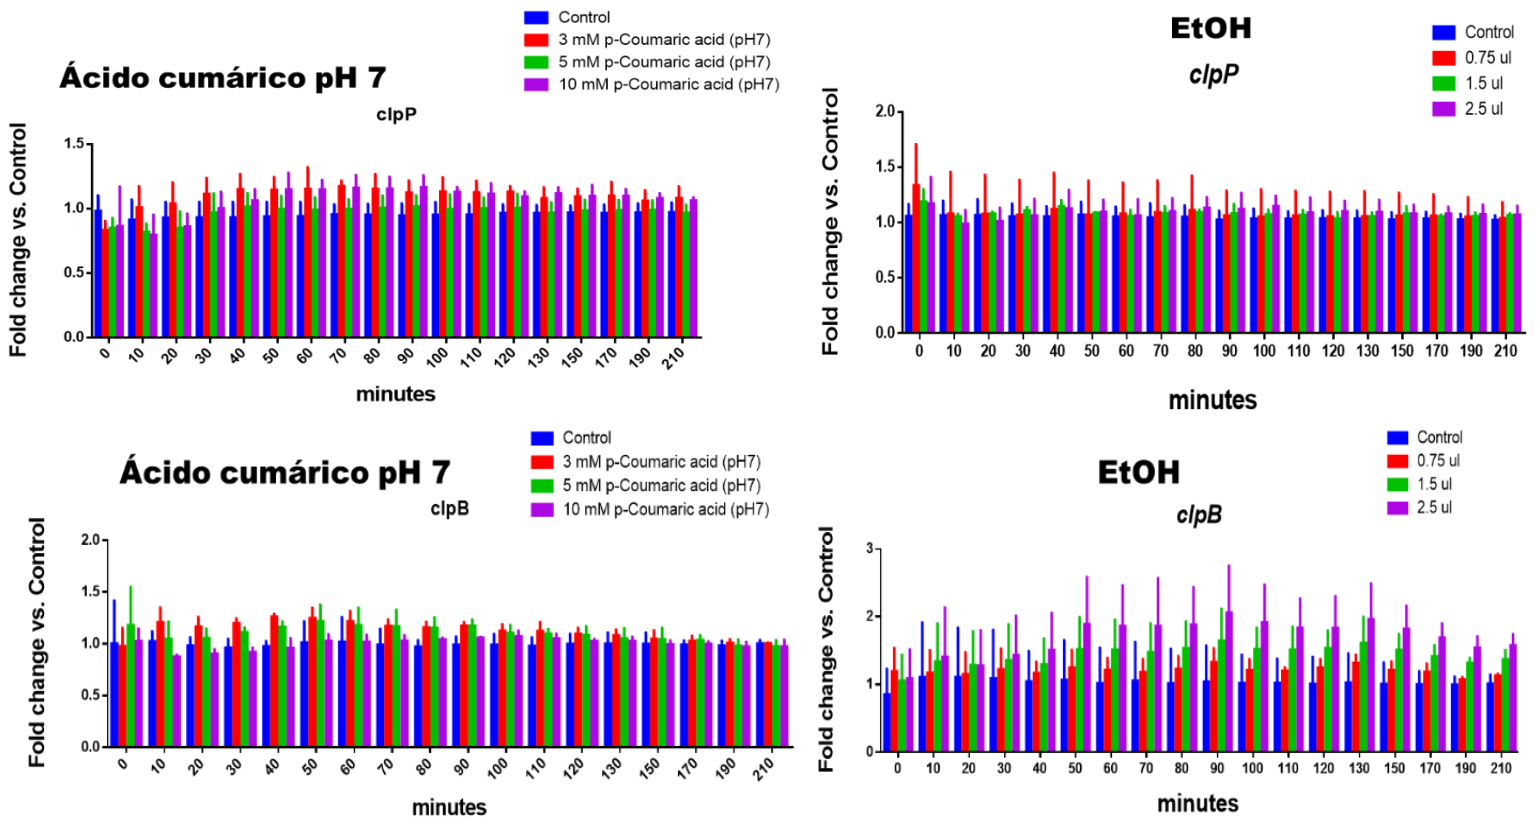 Ácido cumárico pH 7
Control
3 mM p-Coumaric acid (pH7)
5 mM p-Coumaric acid (pH7)
10 mM p-Coumaric acid (pH7)
clpP
Fold change vs. Control
1.5
1.0
0.5
0.0
0 10 20 30 40 50 60 70 80 90 100 110 120 130 150 170 190 210
minutes
EtOH
clpP
Control
0.75 ul
1.5 ul
2.5 ul
Fold change vs. Control
2.0
1.5
1.0
0.5
0.0
0 10 20 30 40 50 60 70 80 90 100 110 120 130 150 170 190 210
minutes
Ácido cumárico pH 7
Control
3 mM p-Coumaric acid (pH7)
5 mM p-Coumaric acid (pH7)
10 mM p-Coumaric acid (pH7)
clpB
Fold change vs. Control
2.0
1.5
1.0
0.5
0.0
0 10 20 30 40 50 60 70 80 90 100 110 120 130 150 170 190 210
minutes
EtOH
clpB
Control
0.75 ul
1.5 ul
2.5 ul
Fold change vs. Control
3
2
1
0
0 10 20 30 40 50 60 70 80 90 100 110 120 130 150 170 190 210
minutes